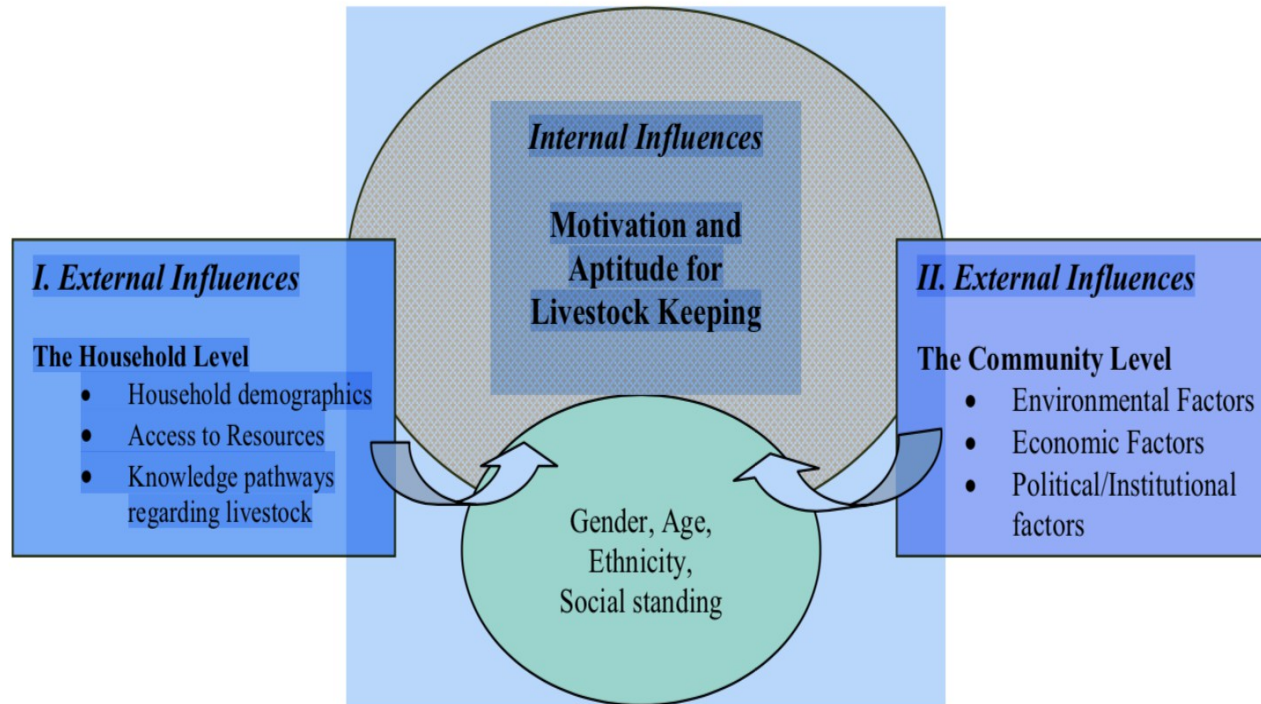 Internal Influences
Motivation and
Aptitude for
Livestock Keeping
I. External Influences
The Household Level
• Household demographics
• Access to Resources
• Knowledge pathways
regarding livestock
II. External Influences
The Community Level
• Environmental Factors
• Economic Factors
• Political/Institutional
factors
Gender, Age,
Ethnicity,
Social standing